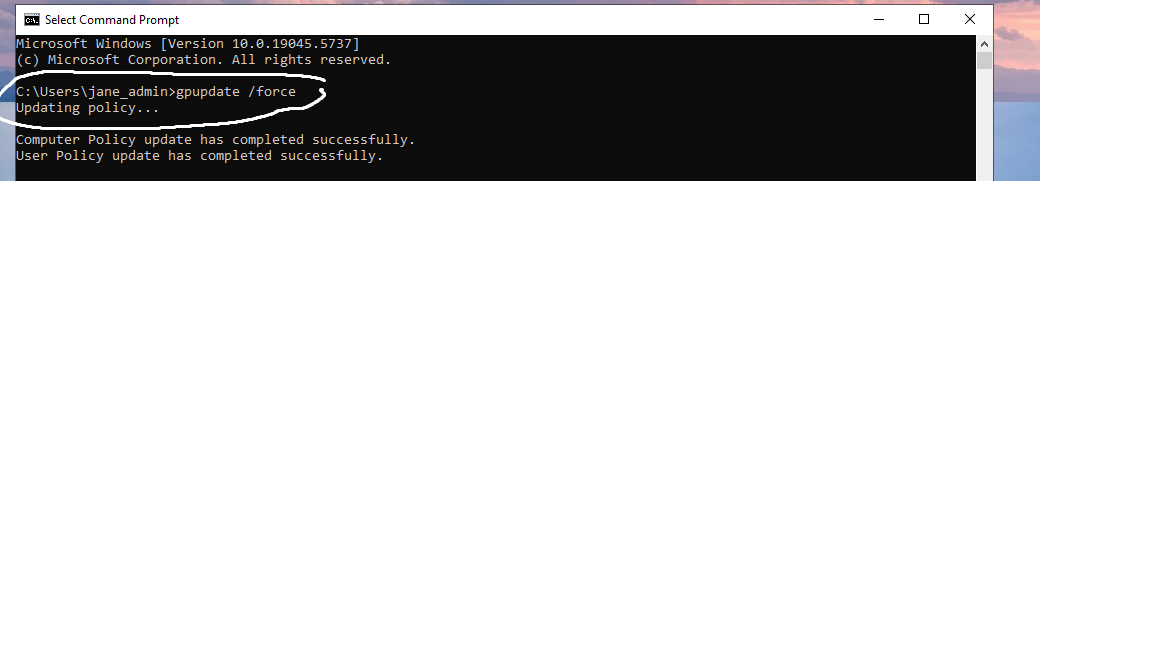 Select Command Prompt
Microsoft Windows [Version 10.0.19045.5737]
(c) Microsoft Corporation. All rights reserved.
C:\Users\jane_admin>gpupdate /force
Updating policy...
Computer Policy update has completed successfully.
User Policy update has completed successfully.